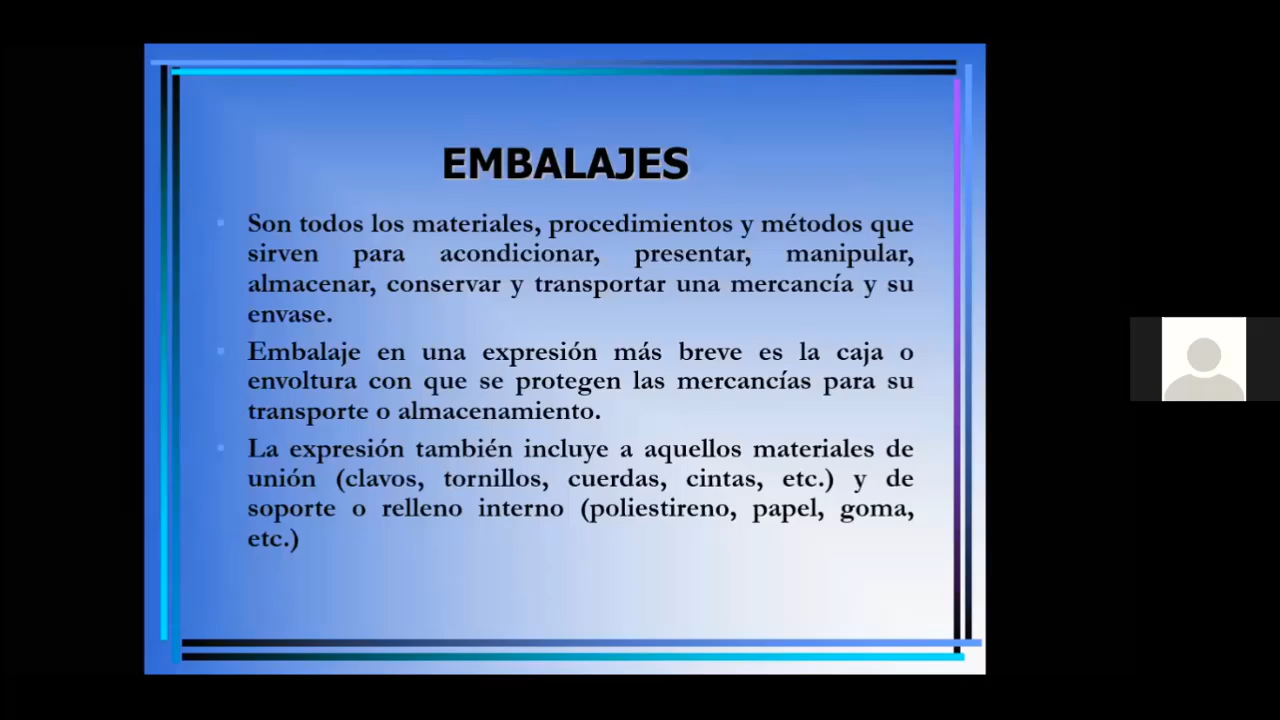 EMBALAJES
Son todos los materiales, procedimientos y métodos que
sirven para acondicionar, presentar, manipular,
almacenar, conservar y transportar una mercancía y su
envase.
Embalaje en una expresión más breve es la caja o
envoltura con que se protegen las mercancías para su
transporte o almacenamiento.
La expresión también incluye a aquellos materiales de
unión (clavos, tornillos, cuerdas, cintas, etc.) y de
soporte o relleno interno (poliestireno, papel, goma,
etc.)